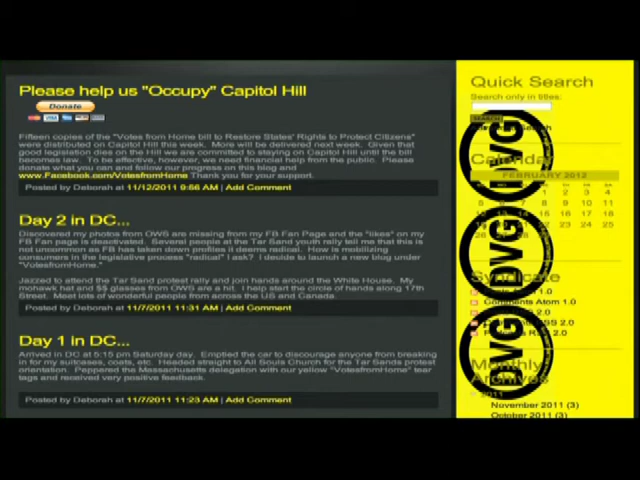 Please help us "Occupy" Capitol Hill
Donate
Fifteen copies of the "Votes from Home bill to Restore States' Rights to Protect Citizens"
were distributed on Capitol Hill this week. More will be delivered next week. Given that
good legislation dies on the Hill we are committed to staying on Capitol Hill until the bill
becomes law. To be effective, however, we need financial help from the public. Please
donate what you can and follow our progress on this blog and
www.Facebook.com/VotesfromHome Thank you for your support.
Posted by Deborah at 11/12/2011 9:56 AM | Add Comment
Day 2 in DC...
Discovered my photos from OWS are missing from my FB Fan Page and the "likes" on my
FB Fan page is deactivated. Several people at the Tar Sand youth rally tell me that this is
not uncommon as FB has taken down profiles it deems radical. How is mobilizing
consumers in the legislative process "radical" I ask? I decide to launch a new blog under
"VotesfromHome."
Jazzed to attend the Tar Sand protest rally and join hands around the White House. My
mohawk hat and $$ glasses from OWS are a hit. I help start the circle of hands along 17th
Street. Meet lots of wonderful people from across the US and Canada.
Posted by Deborah at 11/7/2011 11:31 AM | Add Comment
Day 1 in DC...
Arrived in DC at 5:15 pm Saturday day. Emptied the car to discourage anyone from breaking
in for my suitcases, coats, etc. Headed straight to All Souls Church for the Tar Sands protest
orientation. Peppered the Massachusetts delegation with our yellow "VotesfromHome" tear
tags and received very positive feedback.
Posted by Deborah at 11/7/2011 11:23 AM | Add Comment
Quick Search
Search only in titles:
Calendar
FEBRUARY 2012
Syndicate
Comments Atom 1.0
Monthly
Archives
2011
November 2011 (3)
October 2011 (5)